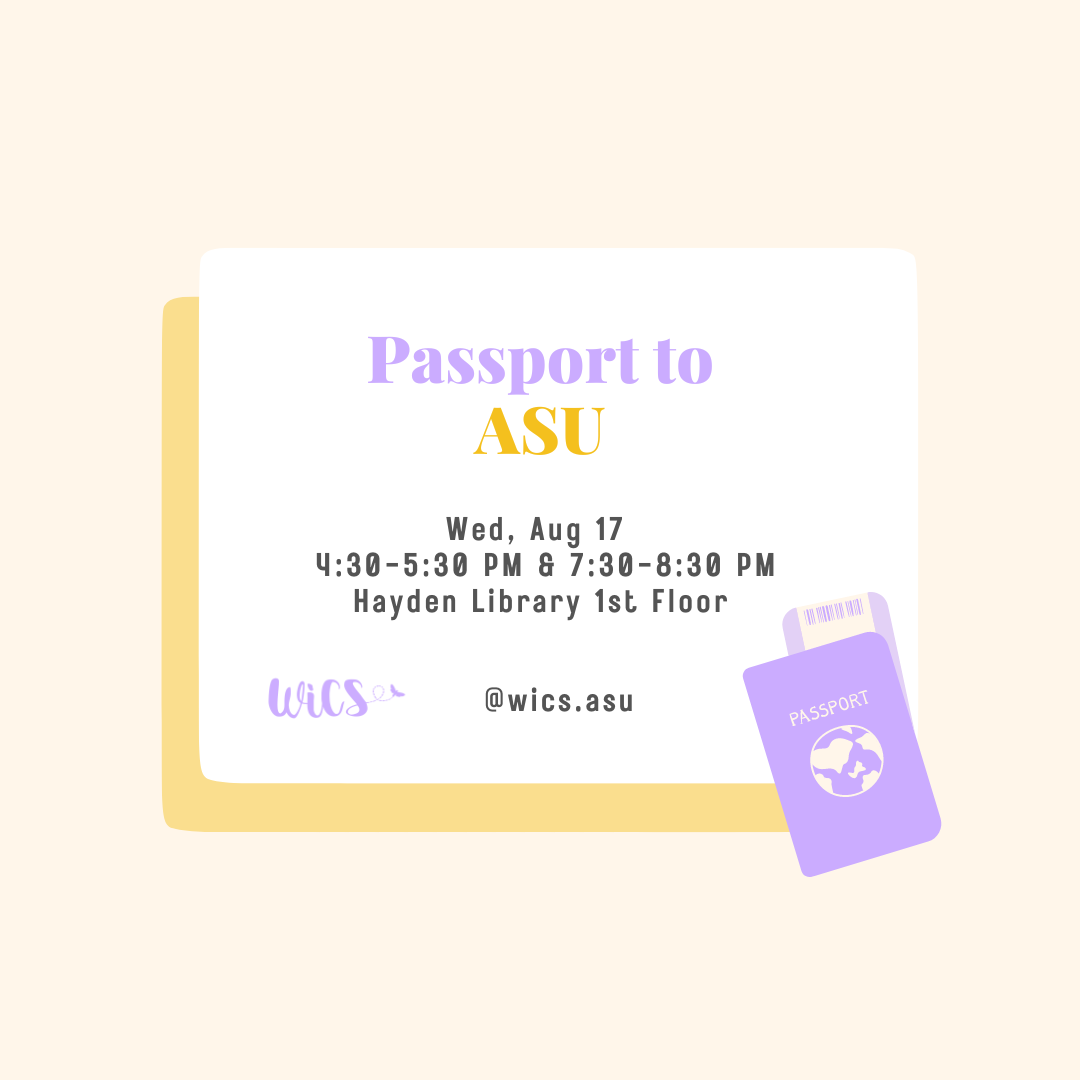 Passport to
ASU
Wed, Aug 17
4:30-5:30 PM & 7:30-8:30 PM
Hayden Library 1st Floor
WiCS
@wics.asu
PASSPORT